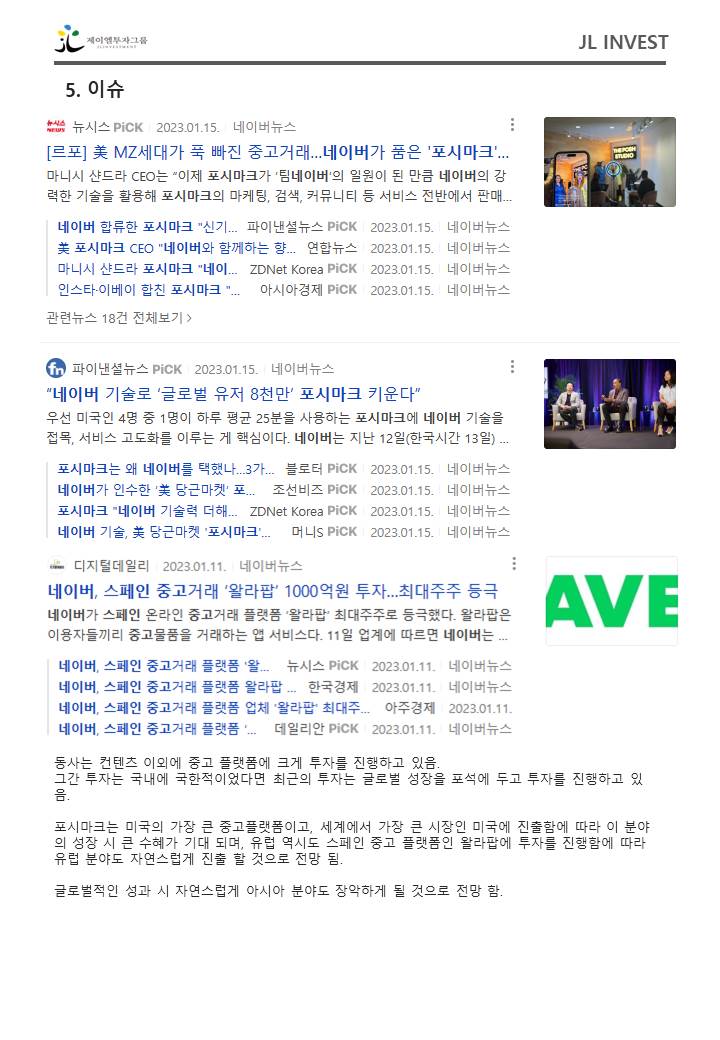 제이엘투자그룹
JL INVESTMENT
JL INVEST
5. 이슈
뉴시스 PiCK 2023.01.15. 네이버뉴스
[르포] 美 MZ세대가 푹 빠진 중고거래...네이버가 품은 '포시마크'...
마니시 샨드라 CEO는 “이제 포시마크가 ‘팀네이버’의 일원이 된 만큼 네이버의 강
력한 기술을 활용해 포시마크의 마케팅, 검색, 커뮤니티 등 서비스 전반에서 판매...
THE POSH
STUDIO
네이버 합류한 포시마크 "신기... 파이낸셜뉴스 PiCK 2023.01.15. 네이버뉴스
美 포시마크 CEO "네이버와 함께하는 향... 연합뉴스 2023.01.15. 네이버뉴스
마니시 샨드라 포시마크 "네이... ZDNet Korea PiCK 2023.01.15. 네이버뉴스
인스타·이베이 합친 포시마크 "... 아시아경제 PiCK 2023.01.15. 네이버뉴스
관련뉴스 18건 전체보기 >
fn 파이낸셜뉴스 PiCK 2023.01.15. 네이버뉴스
“네이버 기술로 ‘글로벌 유저 8천만’ 포시마크 키운다”
우선 미국인 4명 중 1명이 하루 평균 25분을 사용하는 포시마크에 네이버 기술을
접목, 서비스 고도화를 이루는 게 핵심이다. 네이버는 지난 12일(한국시간 13일) ...
포시마크는 왜 네이버를 택했나...3가... 블로터 PiCK 2023.01.15. 네이버뉴스
네이버가 인수한 ‘美 당근마켓’ 포... 조선비즈 PiCK 2023.01.15. 네이버뉴스
포시마크 "네이버 기술력 더해... ZDNet Korea PiCK 2023.01.15. 네이버뉴스
네이버 기술, 美 당근마켓 '포시마크'... 머니S PiCK 2023.01.15. 네이버뉴스
디지털데일리 2023.01.11. 네이버뉴스
네이버, 스페인 중고거래 ‘왈라팝’ 1000억원 투자...최대주주 등극
네이버가 스페인 온라인 중고거래 플랫폼 ‘왈라팝’ 최대주주로 등극했다. 왈라팝은
이용자들끼리 중고물품을 거래하는 앱 서비스다. 11일 업계에 따르면 네이버는 ...
AVE
네이버, 스페인 중고거래 플랫폼 '왈... 뉴시스 PiCK 2023.01.11. 네이버뉴스
네이버, 스페인 중고거래 플랫폼 왈라팝 ... 한국경제 2023.01.11. 네이버뉴스
네이버, 스페인 중고거래 플랫폼 업체 '왈라팝' 최대주... 아주경제 2023.01.11.
네이버, 스페인 중고거래 플랫폼 ‘... 데일리안 PiCK 2023.01.11. 네이버뉴스
동사는 컨텐츠 이외에 중고 플랫폼에 크게 투자를 진행하고 있음.
그간 투자는 국내에 국한적이었다면 최근의 투자는 글로벌 성장을 포석에 두고 투자를 진행하고 있
음.
포시마크는 미국의 가장 큰 중고플랫폼이고, 세계에서 가장 큰 시장인 미국에 진출함에 따라 이 분야
의 성장 시 큰 수혜가 기대 되며, 유럽 역시도 스페인 중고 플랫폼인 왈라팝에 투자를 진행함에 따라
유럽 분야도 자연스럽게 진출 할 것으로 전망 됨.
글로벌적인 성과 시 자연스럽게 아시아 분야도 장악하게 될 것으로 전망 함.